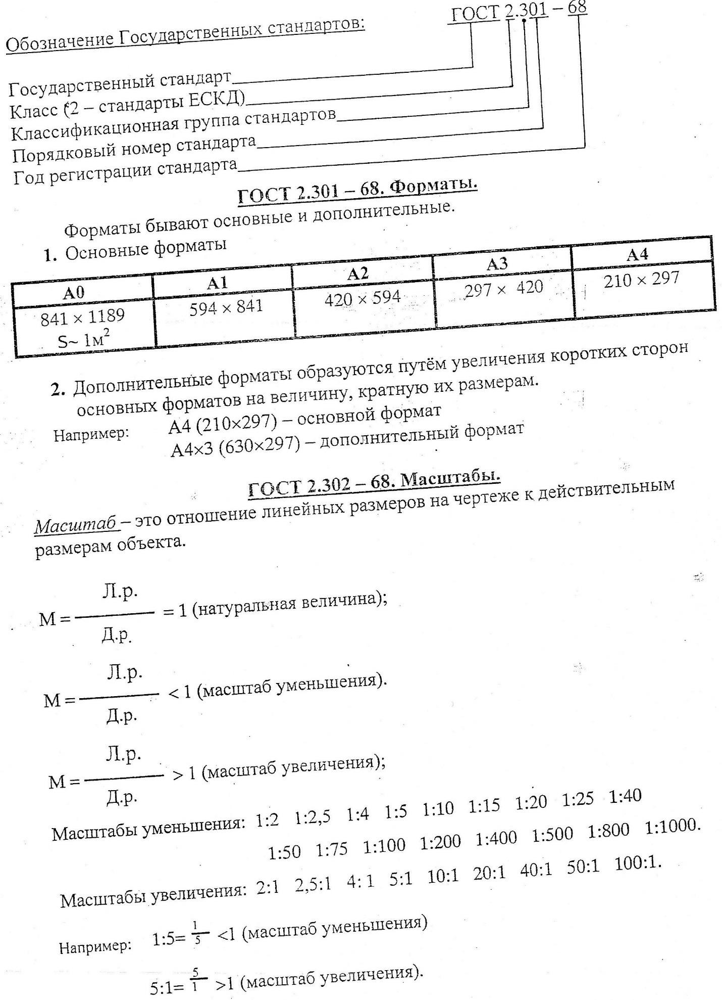 ГОСТ 2.301 – 68
Обозначение Государственных стандартов:
Государственный стандарт
Класс (2 – стандарты ЕСКД)
Классификационная группа стандартов
Порядковый номер стандарта
Год регистрации стандарта
ГОСТ 2.301 – 68. Форматы.
Форматы бывают основные и дополнительные.
1. Основные форматы
А0 А1 А2 А3 А4
841 × 1189 594 × 841 420 × 594 297 × 420 210 × 297
S~ 1м²
2. Дополнительные форматы образуются путём увеличения коротких сторон
основных форматов на величину, кратную их размерам.
Например: А4 (210×297) – основной формат
А4×3 (630×297) – дополнительный формат
ГОСТ 2.302 – 68. Масштабы.
Масштаб – это отношение линейных размеров на чертеже к действительным
размерам объекта.
Л.р.
М = = 1 (натуральная величина);
Д.р.
Л.р.
М = < 1 (масштаб уменьшения).
Д.р.
Л.р.
М = > 1 (масштаб увеличения);
Д.р.
Масштабы уменьшения: 1:2 1:2,5 1:4 1:5 1:10 1:15 1:20 1:25 1:40
1:50 1:75 1:100 1:200 1:400 1:500 1:800 1:1000.
Масштабы увеличения: 2:1 2,5:1 4: 1 5:1 10:1 20:1 40:1 50:1 100:1.
Например: 1:5= 1/5 <1 (масштаб уменьшения)
5:1= 5/1 >1 (масштаб увеличения).